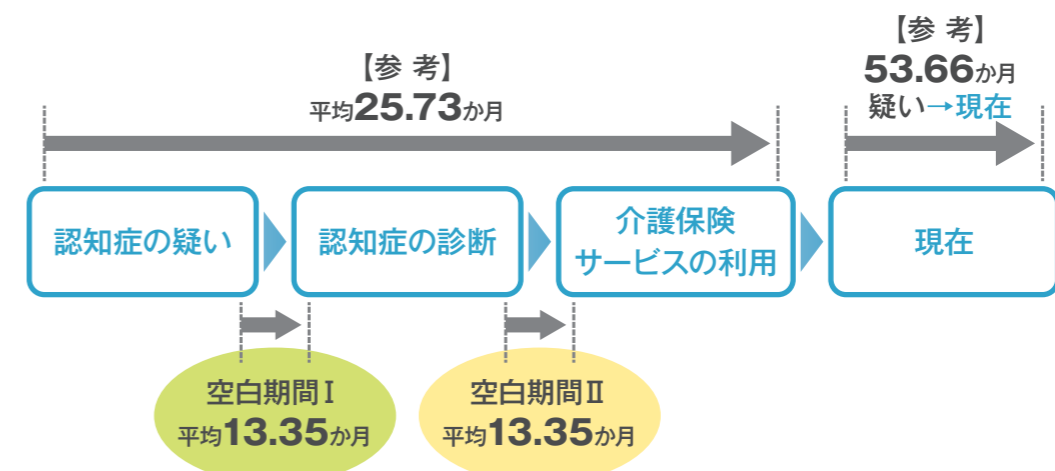 【参 考】
平均25.73か月
【参 考】
53.66か月
疑い→現在
認知症の疑い
認知症の診断
介護保険
サービスの利用
現在
空白期間Ⅰ
平均13.35か月
空白期間Ⅱ
平均13.35か月